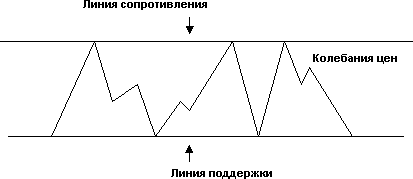 Линия сопротивления
Колебания цен
Линия поддержки